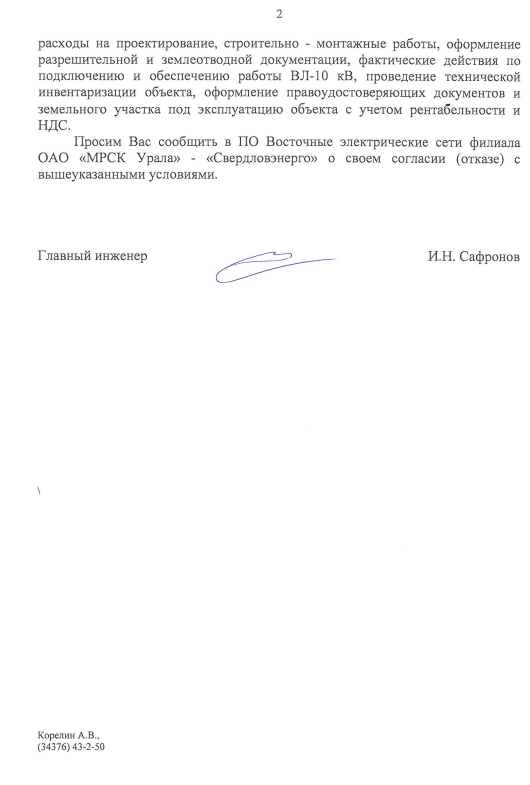 2
расходы на проектирование, строительно - монтажные работы, оформление
разрешительной и землеотводной документации, фактические действия по
подключению и обеспечению работы ВЛ-10 кВ, проведение технической
инвентаризации объекта, оформление правоудостоверяющих документов и
земельного участка под эксплуатацию объекта с учетом рентабельности и
НДС.
Просим Вас сообщить в ПО Восточные электрические сети филиала
ОАО «МРСК Урала» - «Свердловэнерго» о своем согласии (отказе) с
вышеуказанными условиями.
Главный инженер И.Н. Сафронов
\
Корелин А.В.,
(34376) 43-2-50